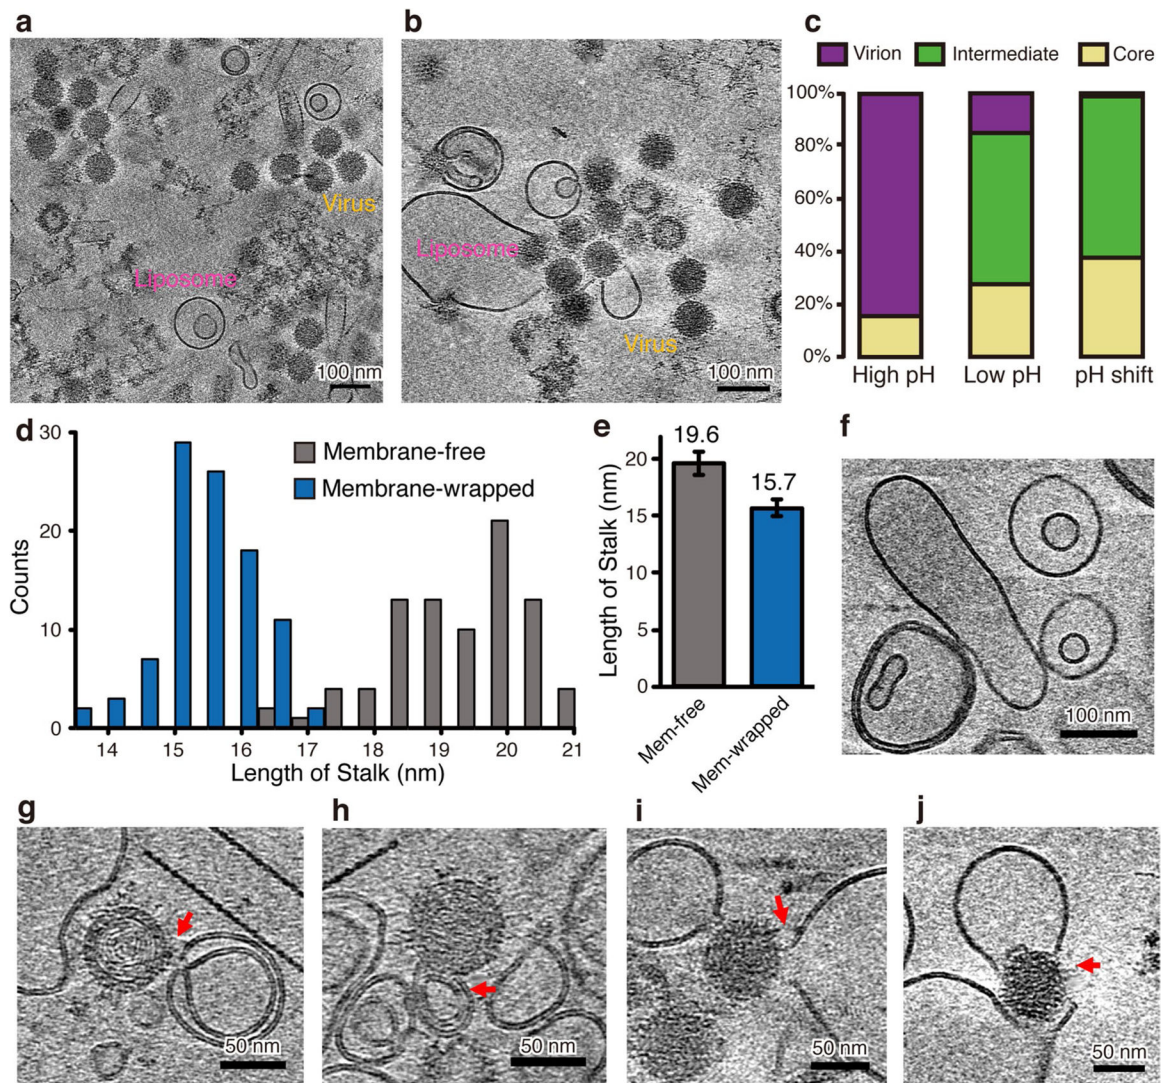 a
b
c
Virus
Liposome
100 nm
Liposome
Virus
100 nm
Virion Intermediate Core
100%
80%
60%
40%
20%
0%
High pH Low pH pH shift
d
30
20
10
0
Counts
Membrane-free
Membrane-wrapped
14 15 16 17 18 19 20 21
Length of Stalk (nm)
e
19.6
15.7
20
15
10
5
0
Length of Stalk (nm)
Mem-free
Mem-wrapped
f
100 nm
g
50 nm
h
50 nm
i
50 nm
j
50 nm